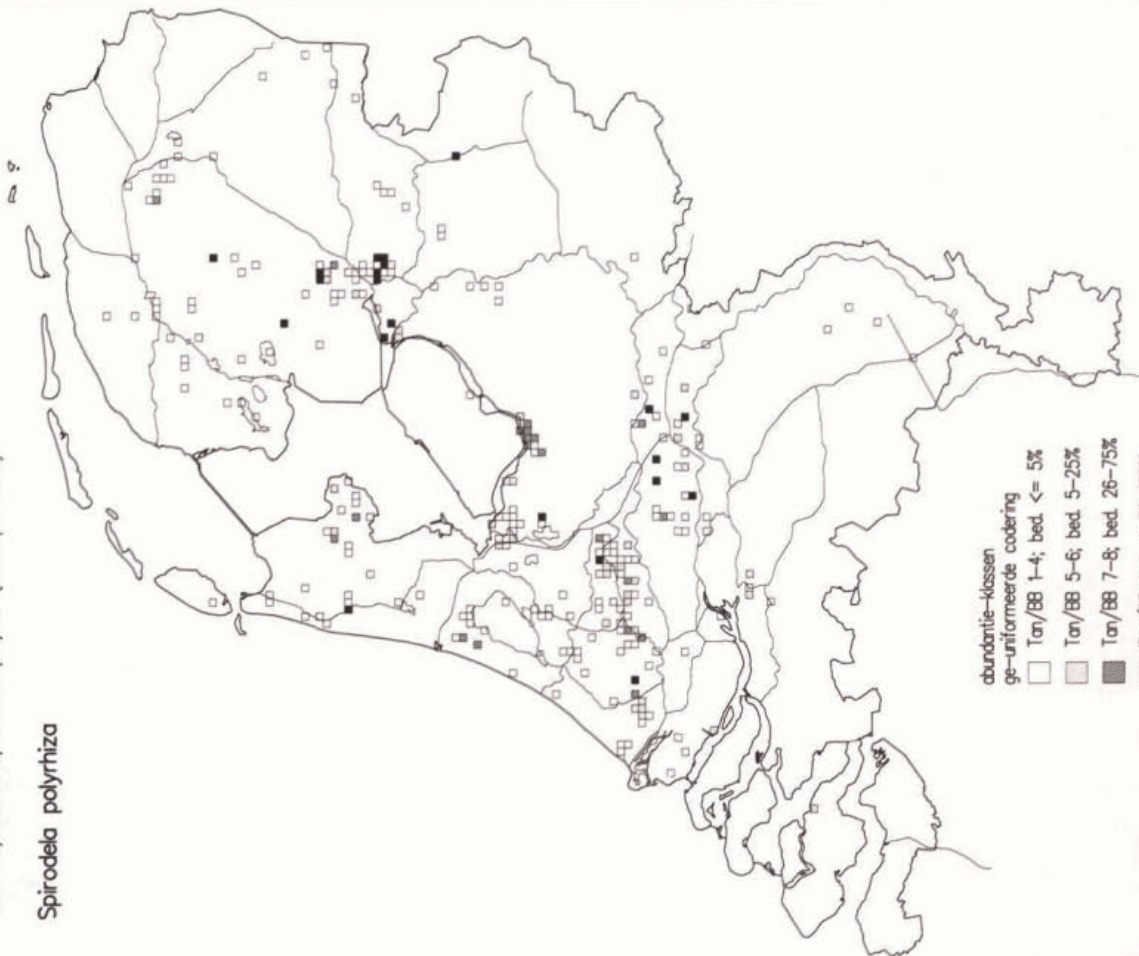 Spirodela polyrhiza
abundantie-klassen
ge-uniformeerde codering
Tan/BB 1-4; bed. <= 5%
Tan/BB 5-6; bed. 5-25%
Tan/BB 7-8; bed. 26-75%